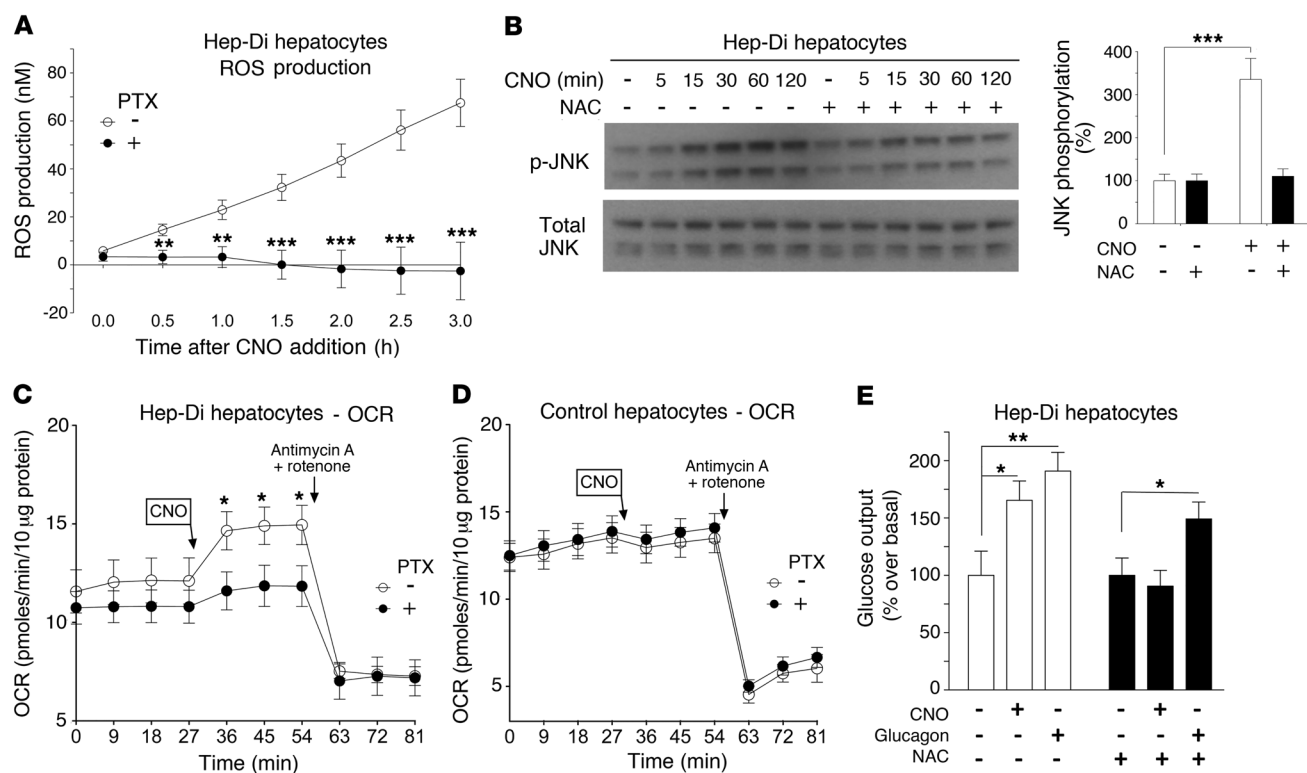 A
Hep-Di hepatocytes
ROS production
ROS production (nM)
80
60
40
20
0
-20
PTX
-
+
** ** *** *** *** ***
0.0 0.5 1.0 1.5 2.0 2.5 3.0
Time after CNO addition (h)
B
Hep-Di hepatocytes
CNO (min) - 5 15 30 60 120 - 5 15 30 60 120
NAC - - - - - - + + + + + +
p-JNK
Total
JNK
JNK phosphorylation
(%)
400
300
200
100
0
***
CNO - - + +
NAC - + - +
C
Hep-Di hepatocytes - OCR
OCR (pmoles/min/10 µg protein)
20
15
10
5
CNO
Antimycin A
+ rotenone
* * *
PTX
-
+
0 9 18 27 36 45 54 63 72 81
Time (min)
D
Control hepatocytes - OCR
OCR (pmoles/min/10 µg protein)
20
15
10
5
CNO
Antimycin A
+ rotenone
PTX
-
+
0 9 18 27 36 45 54 63 72 81
Time (min)
E
Hep-Di hepatocytes
Glucose output
(% over basal)
200
150
100
50
0
**
*
*
CNO - + - - + -
Glucagon - - + - - +
NAC - - - + + +